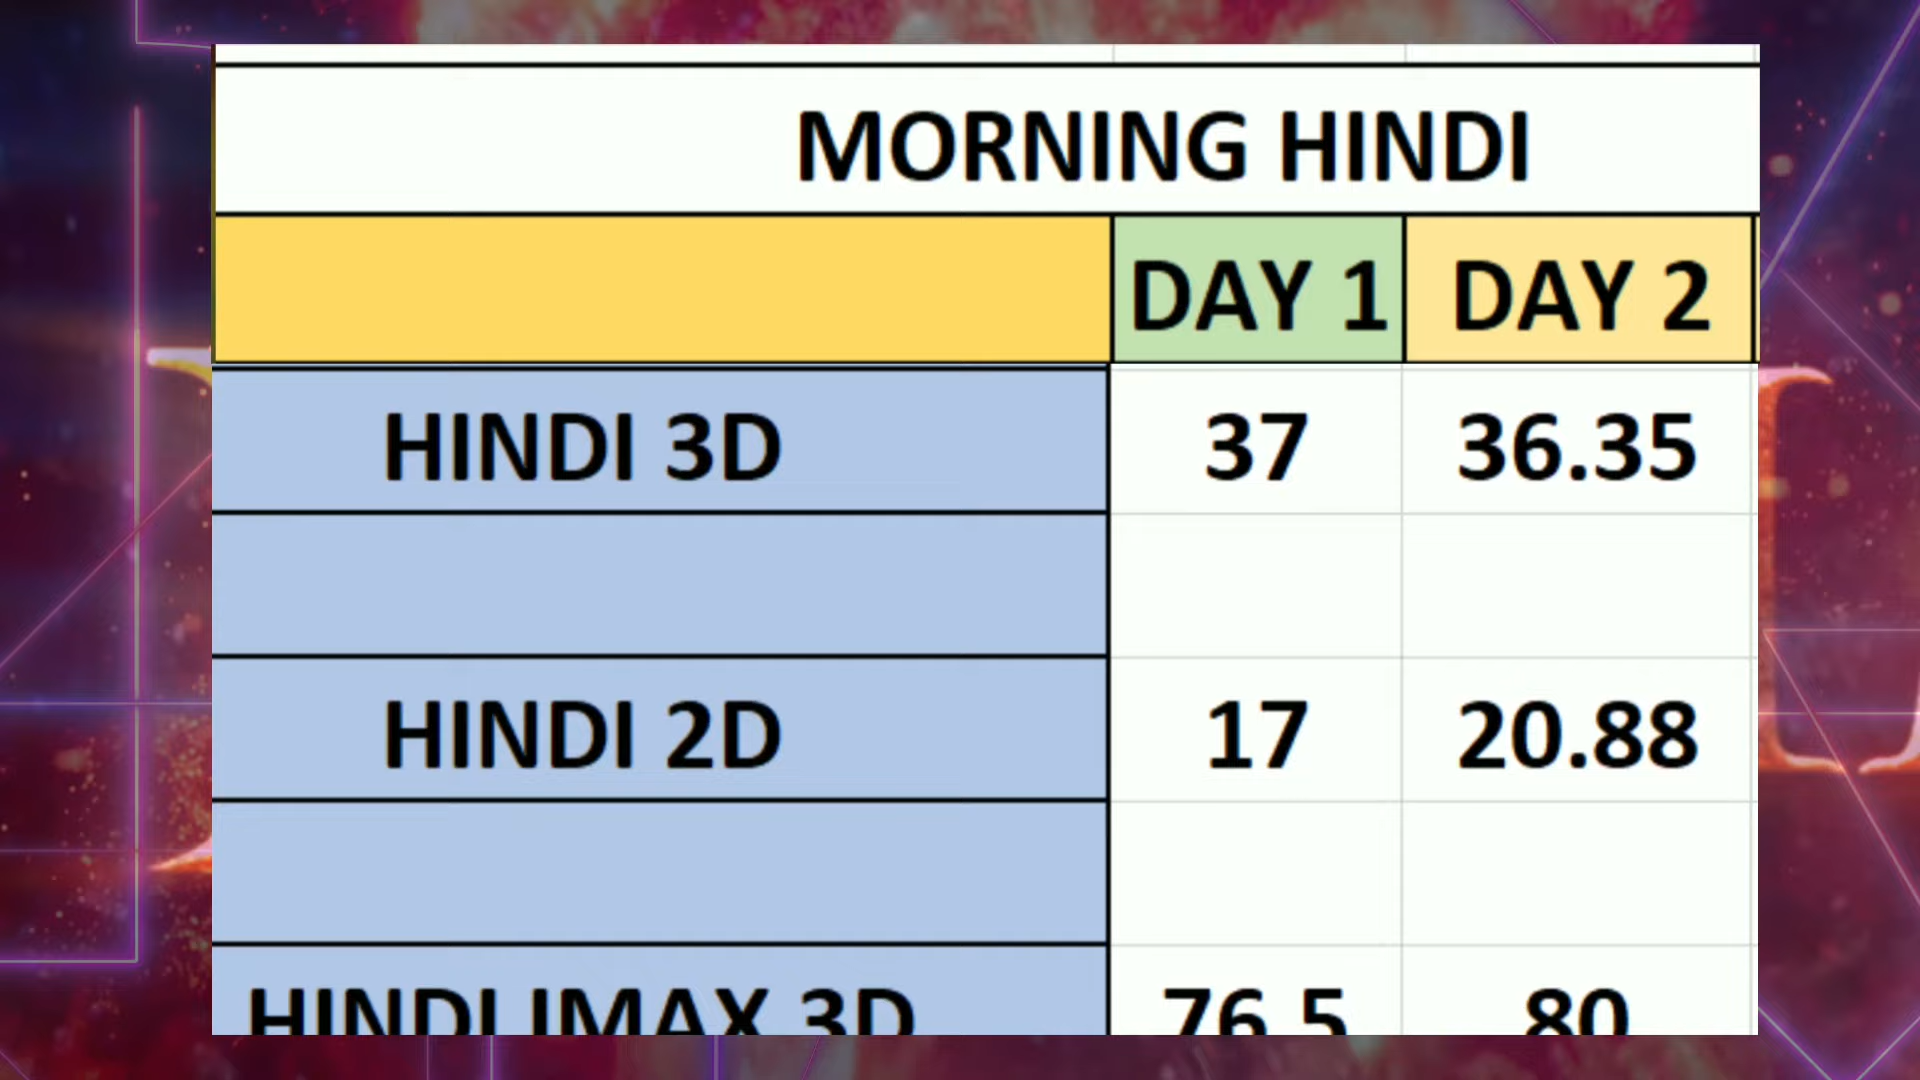 MORNING HINDI
DAY 1 DAY 2
HINDI 3D 37 36.35
HINDI 2D 17 20.88
HINDI IMAX 3D 76.5 80